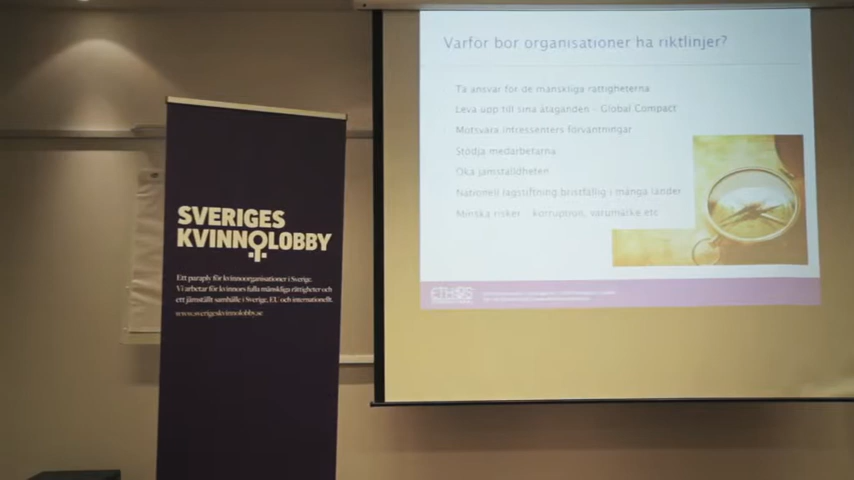 SVERIGES
KVINNOLOBBY
Ett paraply för kvinnoorganisationer i Sverige.
Vi arbetar för kvinnors fulla mänskliga rättigheter och
ett jämställt samhälle i Sverige, EU och internationellt.
www.sverigeskvinnolobby.se
Varför bör organisationer ha riktlinjer?
Ta ansvar för de mänskliga rättigheterna
Leva upp till sina åtaganden - Global Compact
Motsvara intressenters förväntningar
Stödja medarbetarna
Öka jämställdheten
Nationell lagstiftning bristfällig i många länder
Minska risker korruption, varumärke etc
ETHOS